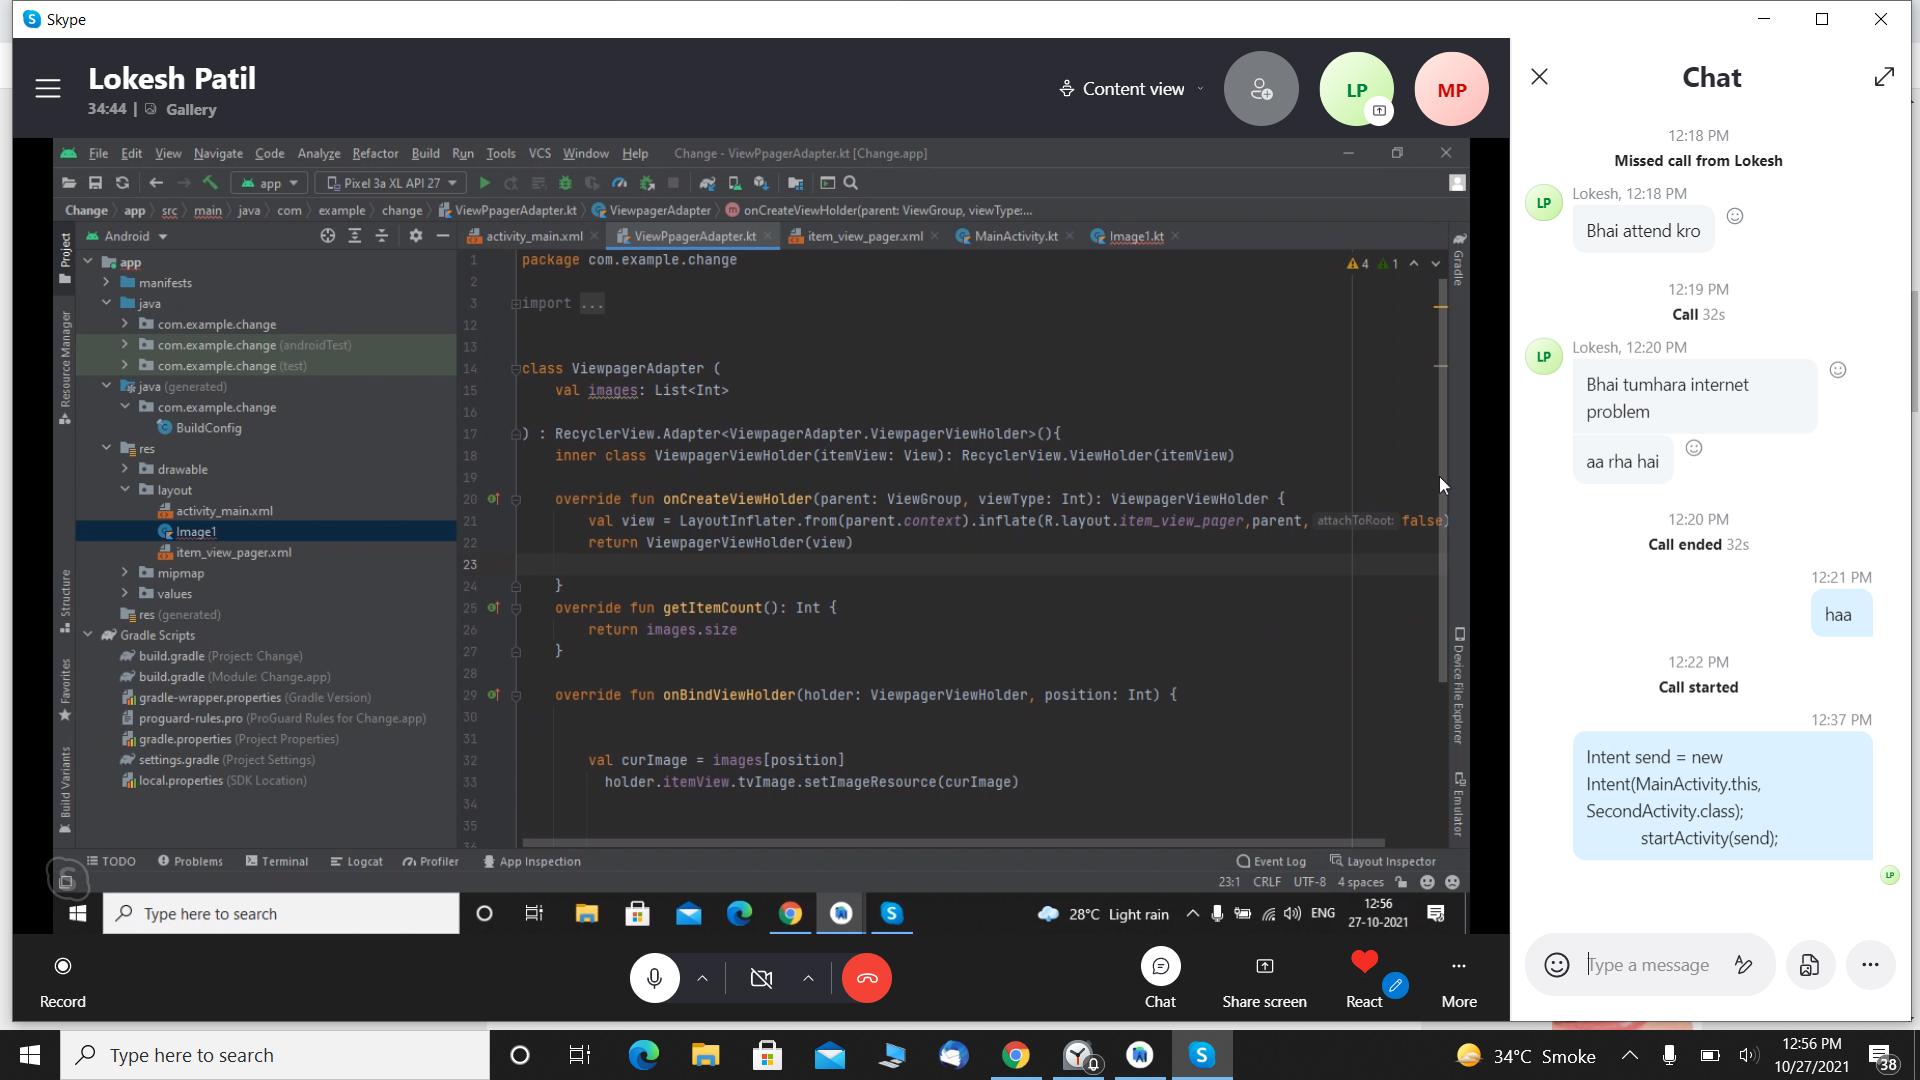 Skype
Lokesh Patil
34:44 | Gallery
Content view
LP
MP
File Edit View Navigate Code Analyze Refactor Build Run Tools VCS Window Help Change - ViewPpagerAdapter.kt [Change.app]
app Pixel 3a XL API 27
Change app src main java com example change ViewPpagerAdapter.kt ViewpagerAdapter onCreateViewHolder(parent: ViewGroup, viewType:...
Android
activity_main.xml ViewPpagerAdapter.kt item_view_pager.xml MainActivity.kt Image1.kt
Project
Resource Manager
Structure
Favorites
Build Variants
app
manifests
java
com.example.change
com.example.change (androidTest)
com.example.change (test)
java (generated)
com.example.change
BuildConfig
res
drawable
layout
activity_main.xml
Image1
item_view_pager.xml
mipmap
values
res (generated)
Gradle Scripts
build.gradle (Project: Change)
build.gradle (Module: Change.app)
gradle-wrapper.properties (Gradle Version)
proguard-rules.pro (ProGuard Rules for Change.app)
gradle.properties (Project Properties)
settings.gradle (Project Settings)
local.properties (SDK Location)
1 package com.example.change
4 1
2
3 import ...
12
13
14 class ViewpagerAdapter (
15 val images: List<Int>
16
17 ) : RecyclerView.Adapter<ViewpagerAdapter.ViewpagerViewHolder>(){
18 inner class ViewpagerViewHolder(itemView: View): RecyclerView.ViewHolder(itemView)
19
20 override fun onCreateViewHolder(parent: ViewGroup, viewType: Int): ViewpagerViewHolder {
21 val view = LayoutInflater.from(parent.context).inflate(R.layout.item_view_pager,parent, attachToRoot: false)
22 return ViewpagerViewHolder(view)
23
24 }
25 override fun getItemCount(): Int {
26 return images.size
27 }
28
29 override fun onBindViewHolder(holder: ViewpagerViewHolder, position: Int) {
30
31
32 val curImage = images[position]
33 holder.itemView.tvImage.setImageResource(curImage)
34
35
Gradle
Device File Explorer
Emulator
TODO Problems Terminal Logcat Profiler App Inspection Event Log Layout Inspector
23:1 CRLF UTF-8 4 spaces
Type here to search
28°C Light rain
ENG
12:56
27-10-2021
Record
Chat
Share screen
React
More
Chat
12:18 PM
Missed call from Lokesh
LP
Lokesh, 12:18 PM
Bhai attend kro
12:19 PM
Call 32s
LP
Lokesh, 12:20 PM
Bhai tumhara internet
problem
aa rha hai
12:20 PM
Call ended 32s
12:21 PM
haa
12:22 PM
Call started
12:37 PM
Intent send = new
Intent(MainActivity.this,
SecondActivity.class);
startActivity(send);
LP
Type a message
Type here to search
34°C Smoke
12:56 PM
10/27/2021
38